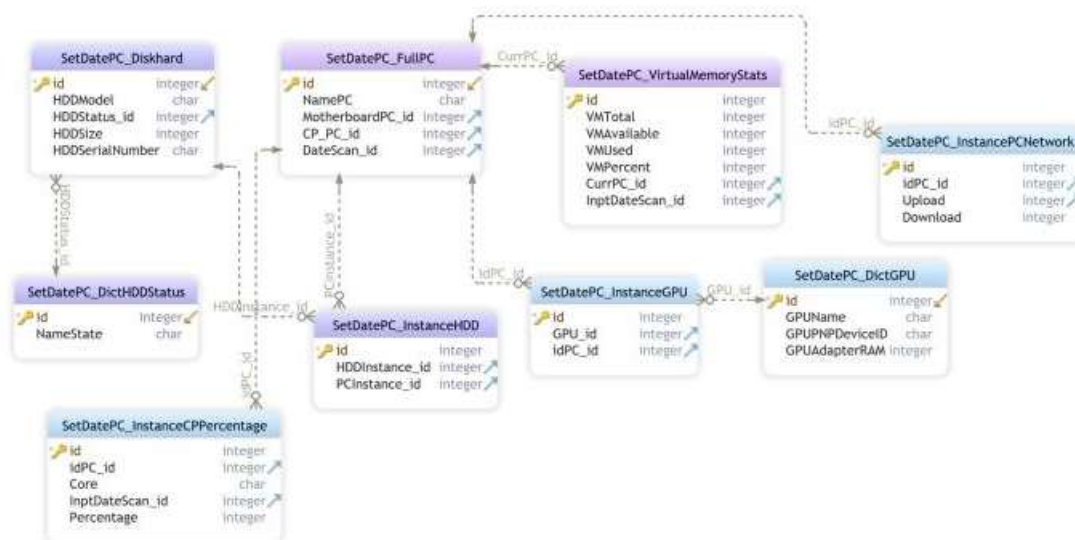 SetDatePC_Diskhard
id integer
HDDModel char
HDDStatus_id integer
HDDSize integer
HDDSerialNumber char
SetDatePC_FullPC
id integer
NamePC char
MotherboardPC_id integer
CP_PC_id integer
DateScan_id integer
CurrPC_id
SetDatePC_VirtualMemoryStats
id integer
VMTotal integer
VMAvailable integer
VMUsed integer
VMPercent integer
CurrPC_id integer
InptDateScan_id integer
idPC_id
SetDatePC_InstancePCNetwork
id integer
idPC_id integer
Upload integer
Download integer
HDDStatus_id
SetDatePC_DictHDDStatus
id integer
NameState char
HDDInstance_id
PCInstance_id
SetDatePC_InstanceHDD
id integer
HDDInstance_id integer
PCInstance_id integer
idPC_id
SetDatePC_InstanceGPU
id integer
GPU_id integer
idPC_id integer
GPU_id
SetDatePC_DictGPU
id integer
GPUName char
GPUPNPDeviceID char
GPUAdapterRAM integer
idPC_id
SetDatePC_InstanceCPPercentage
id integer
idPC_id integer
Core char
InptDateScan_id integer
Percentage integer